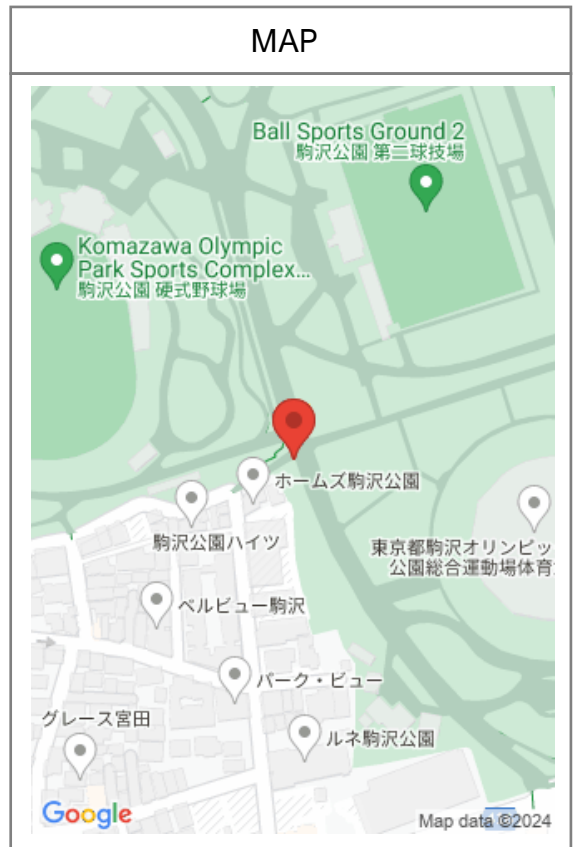 MAP
Ball Sports Ground 2
駒沢公園 第二球技場
Komazawa Olympic
Park Sports Complex...
駒沢公園 硬式野球場
ホームズ駒沢公園
駒沢公園ハイツ
東京都駒沢オリンピッ
公園総合運動場体育
ベルビュー駒沢
パーク・ビュー
グレース宮田
ルネ駒沢公園
Google
Map data ©2024